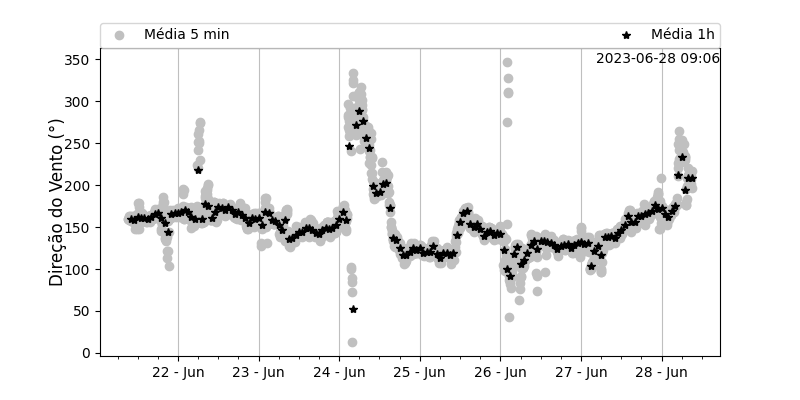 Média 5 min
Média 1h
2023-06-28 09:06
Direção do Vento (°)
350
300
250
200
150
100
50
0
22 - Jun
23 - Jun
24 - Jun
25 - Jun
26 - Jun
27 - Jun
28 - Jun